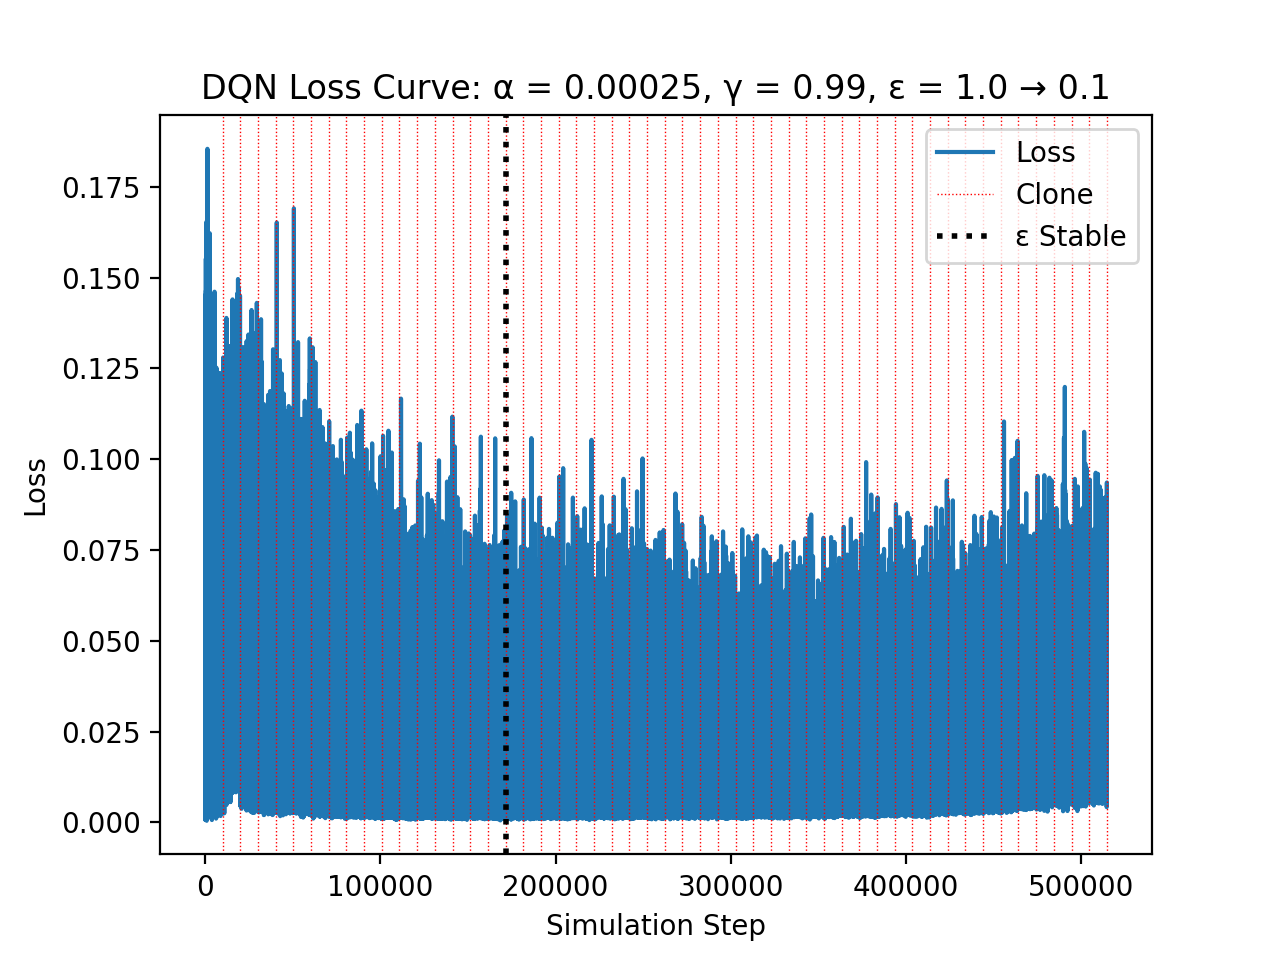 DQN Loss Curve: α = 0.00025, γ = 0.99, ε = 1.0 → 0.1
Loss
Clone
ε Stable
0.175
0.150
0.125
0.100
0.075
0.050
0.025
0.000
Loss
0
100000
200000
300000
400000
500000
Simulation Step